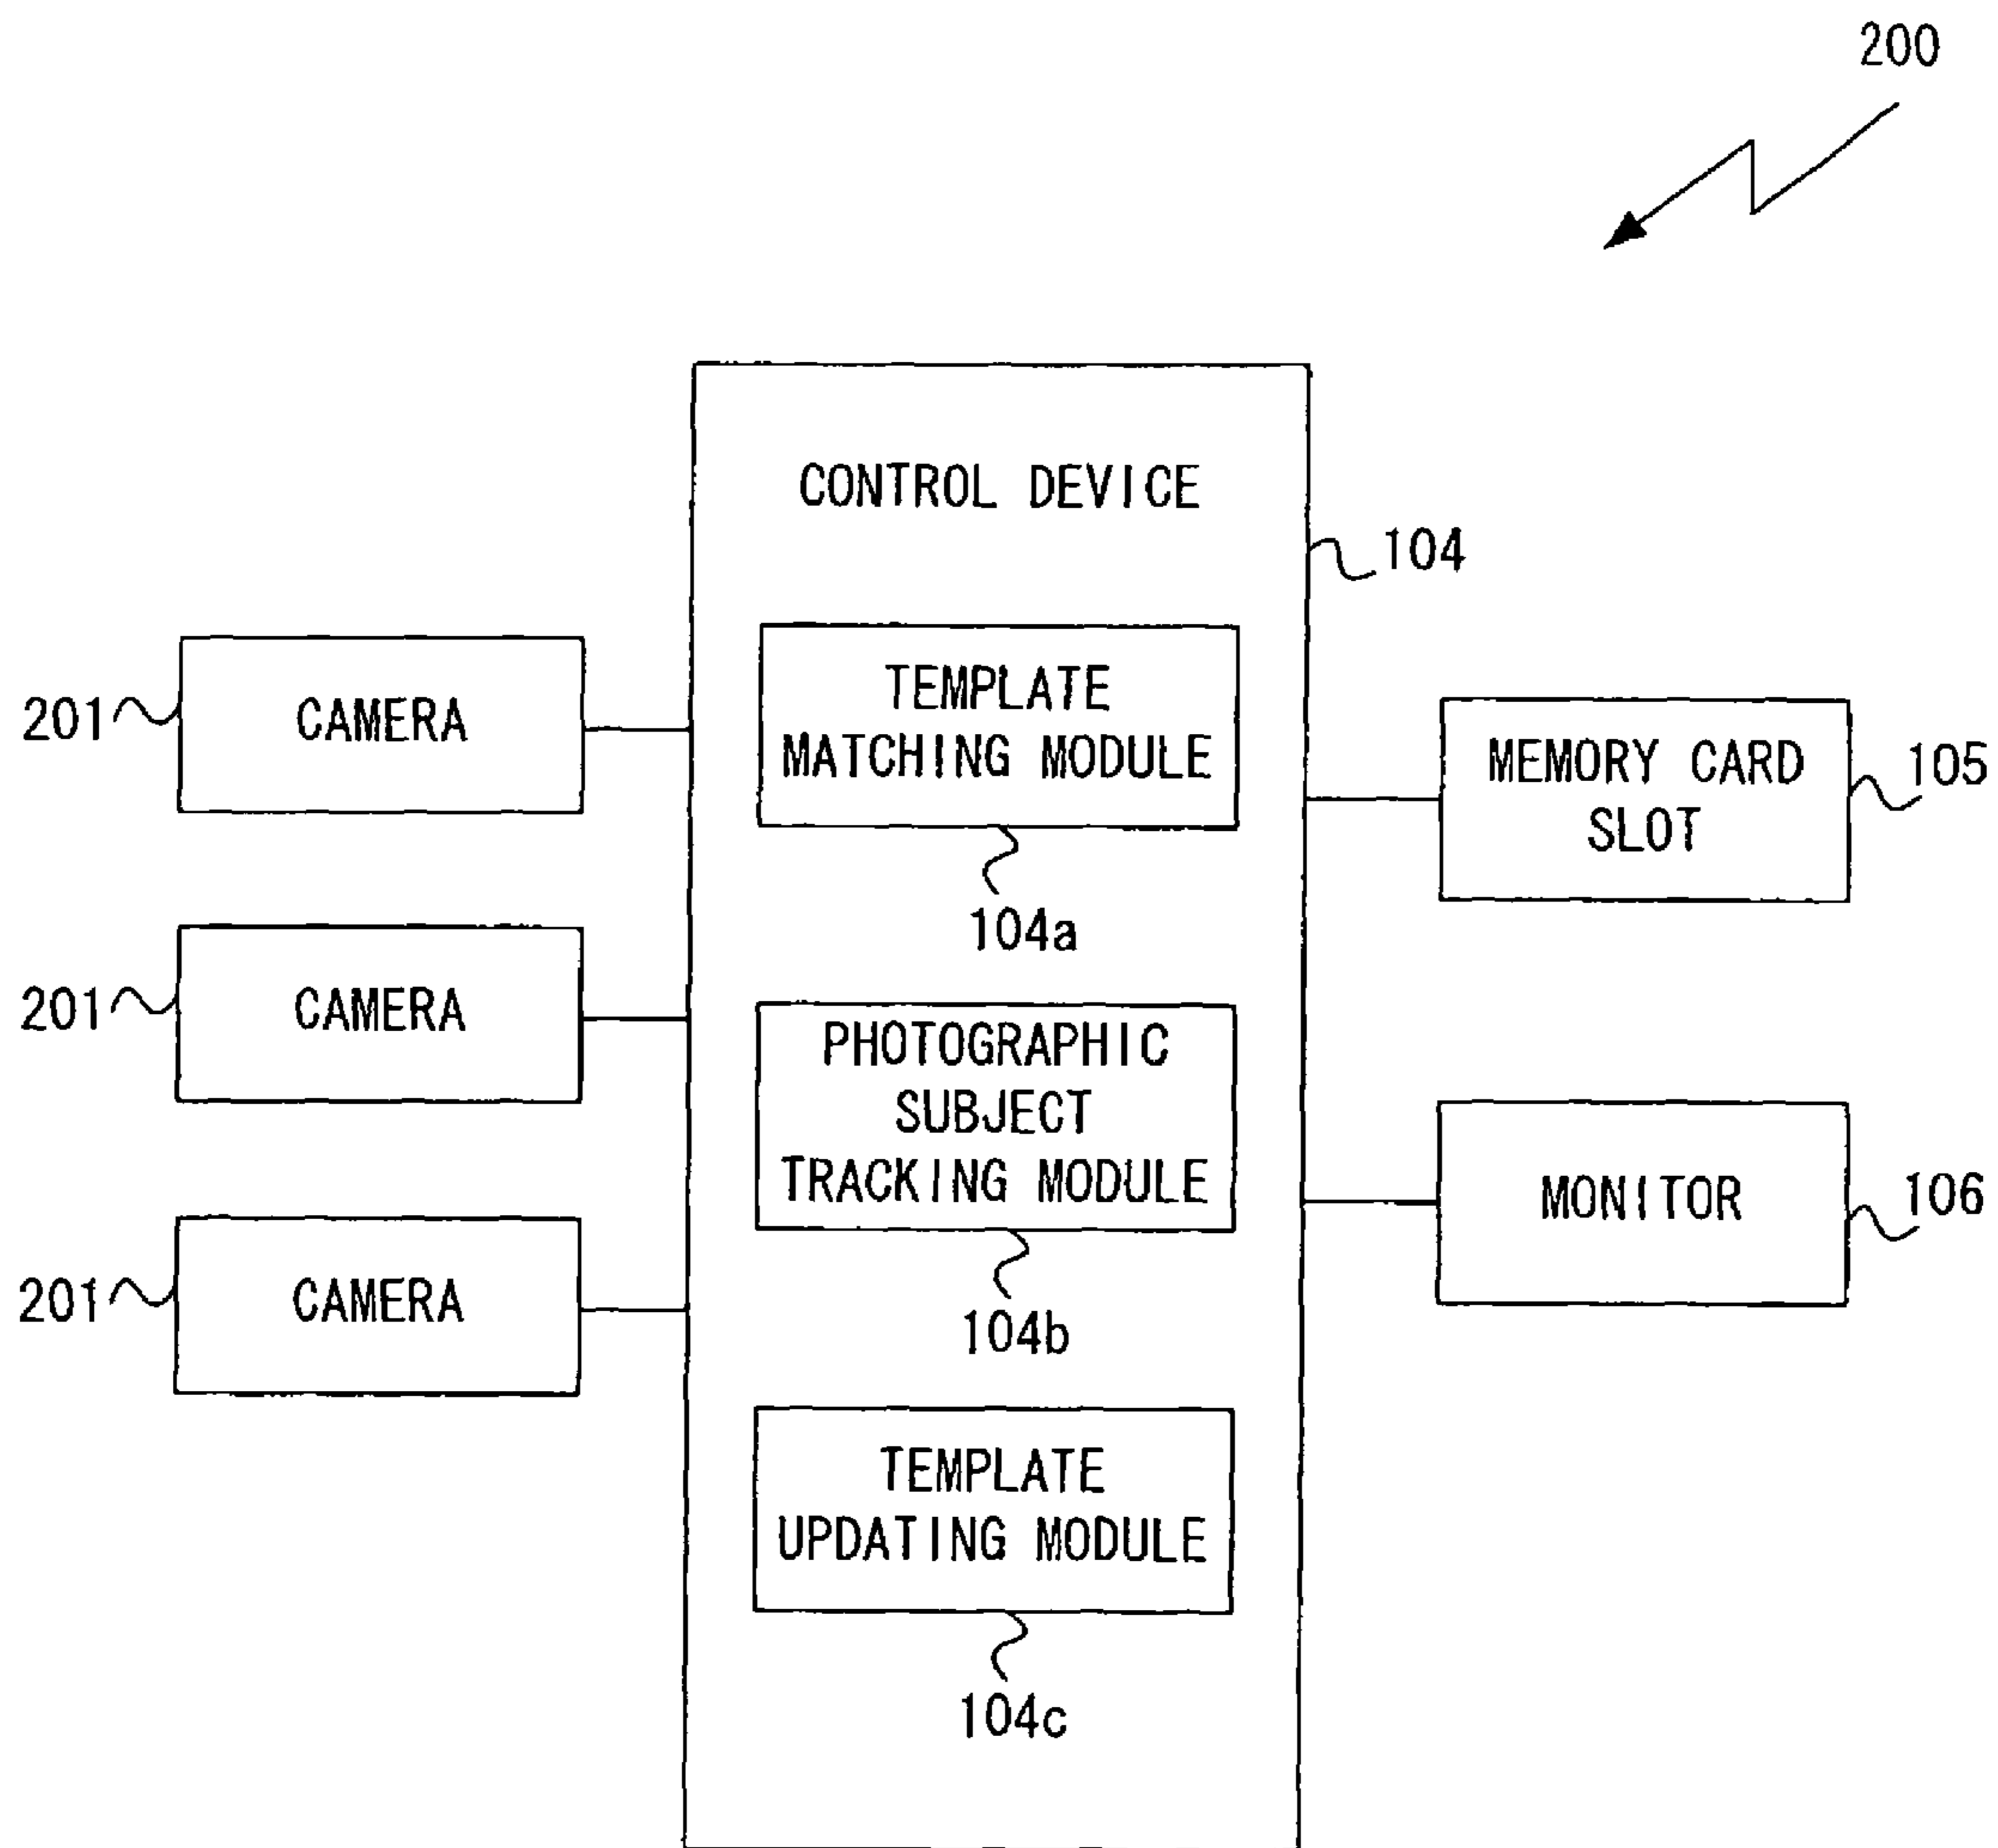 200
CONTROL DEVICE
104
TEMPLATE
MATCHING MODULE
104a
PHOTOGRAPHIC
SUBJECT
TRACKING MODULE
104b
TEMPLATE
UPDATING MODULE
104c
201
CAMERA
201
CAMERA
201
CAMERA
MEMORY CARD
SLOT
105
MONITOR
106